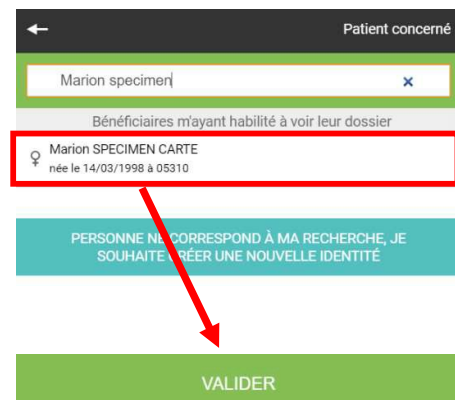 Patient concerné
Marion specimen
Bénéficiaires m'ayant habilité à voir leur dossier
Marion SPECIMEN CARTE
née le 14/03/1998 à 05310
PERSONNE NE CORRESPOND À MA RECHERCHE, JE
SOUHAITE CRÉER UNE NOUVELLE IDENTITÉ
VALIDER